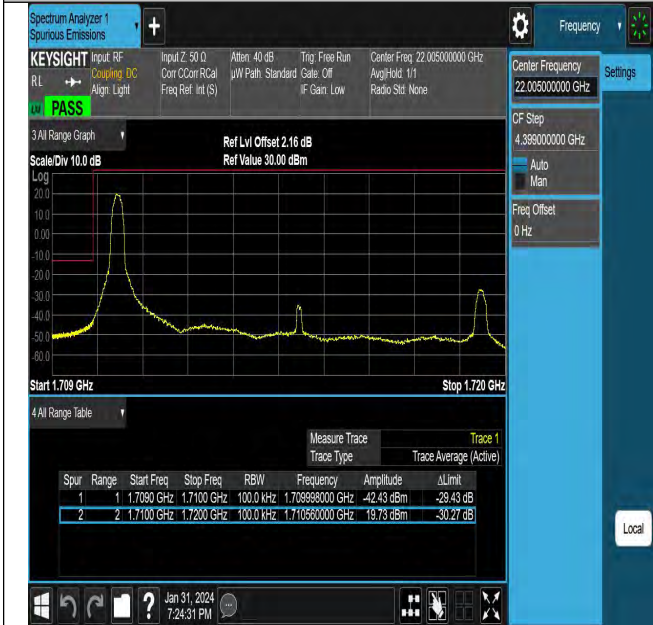 Spectrum Analyzer 1
Spurious Emissions
Frequency
KEYSIGHT Input: RF Input Z: 50 Ω Atten: 40 dB Trig: Free Run Center Freq: 22.005000000 GHz
RL Coupling: DC Corr CCorr RCal µW Path: Standard Gate: Off Avg|Hold: 1/1
Align: Light Freq Ref: Int (S) IF Gain: Low Radio Std: None
PASS
3 All Range Graph
Ref Lvl Offset 2.16 dB
Scale/Div 10.0 dB Ref Value 30.00 dBm
Log
20.0
10.0
0.00
-10.0
-20.0
-30.0
-40.0
-50.0
-60.0
Start 1.709 GHz Stop 1.720 GHz
4 All Range Table
Measure Trace Trace 1
Trace Type Trace Average (Active)
Spur Range Start Freq Stop Freq RBW Frequency Amplitude ΔLimit
1 1 1.7090 GHz 1.7100 GHz 100.0 kHz 1.709998000 GHz -42.43 dBm -29.43 dB
2 2 1.7100 GHz 1.7200 GHz 100.0 kHz 1.710560000 GHz 19.73 dBm -30.27 dB
Center Frequency
22.005000000 GHz
Settings
CF Step
4.399000000 GHz
Auto
Man
Freq Offset
0 Hz
Local
Jan 31, 2024
7:24:31 PM